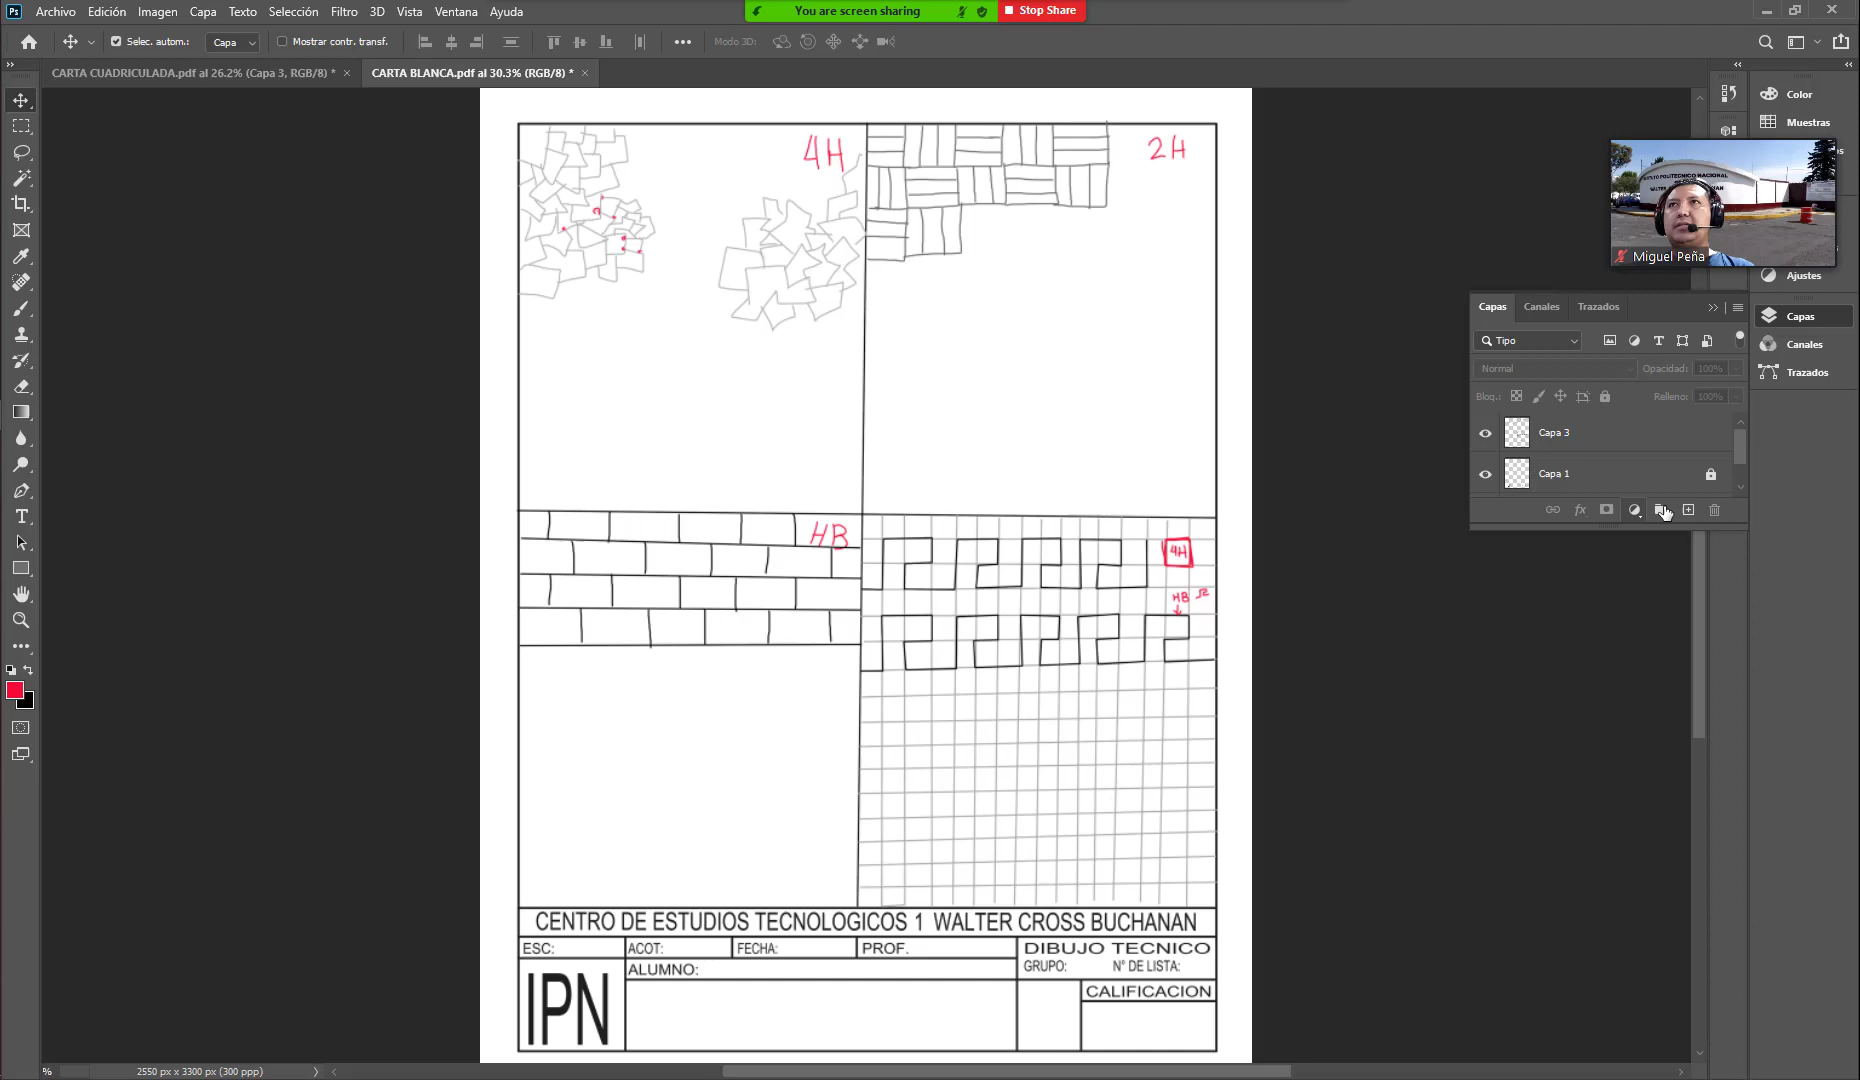 Ps Archivo Edición Imagen Capa Texto Selección Filtro 3D Vista Ventana Ayuda
You are screen sharing Stop Share
Selec. autom.: Capa Mostrar contr. transf. Modo 3D:
CARTA CUADRICULADA.pdf al 26.2% (Capa 3, RGB/8) * × CARTA BLANCA.pdf al 30.3% (RGB/8) * ×
4H
2H
HB
4H
HB
CENTRO DE ESTUDIOS TECNOLOGICOS 1 WALTER CROSS BUCHANAN
ESC: ACOT: FECHA: PROF. DIBUJO TECNICO
ALUMNO: GRUPO: N° DE LISTA:
CALIFICACION
IPN
Color
Muestras
POLITECNICO NACIONAL
Miguel Peña
Ajustes
Capas Canales Trazados
Tipo
Normal Opacidad: 100%
Bloq.: Relleno: 100%
Capa 3
Capa 1
fx
Capas
Canales
Trazados
% 2550 px x 3300 px (300 ppp)